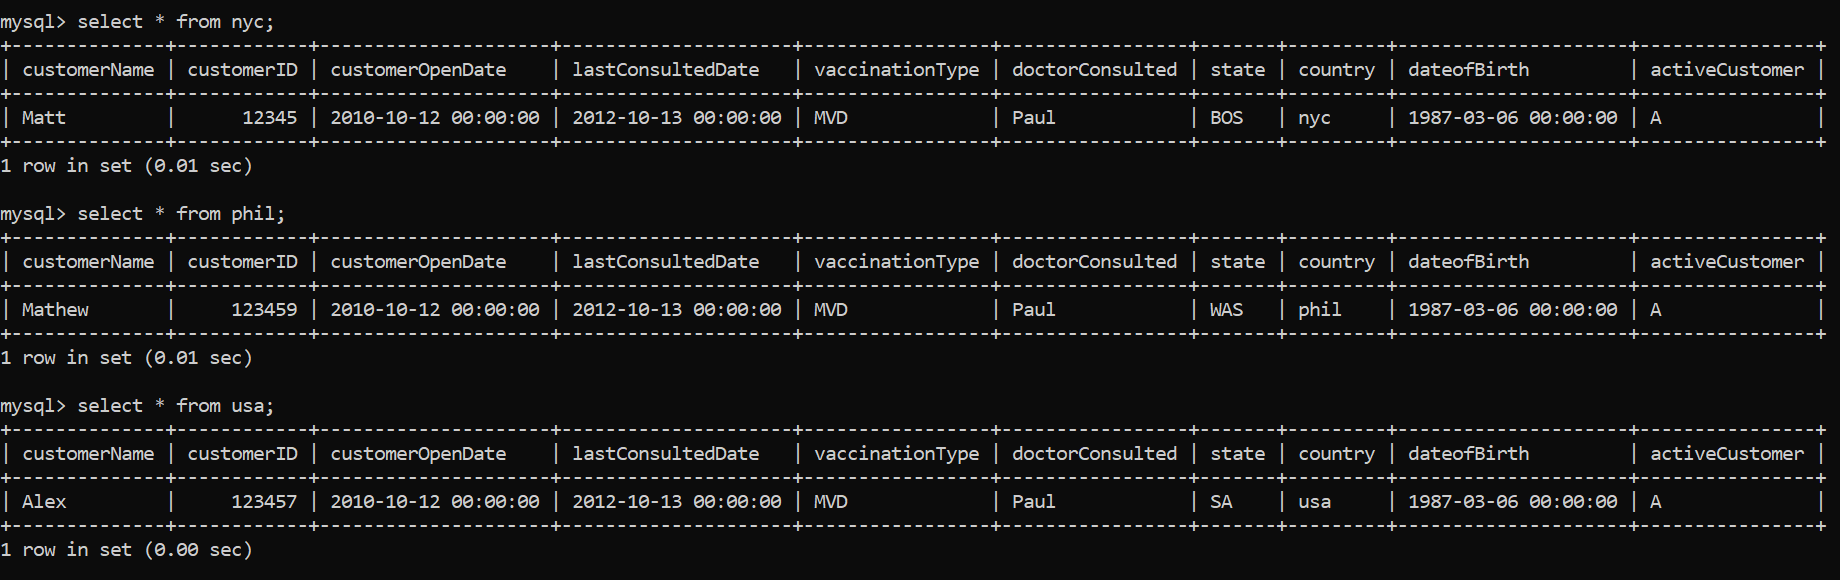 mysql> select * from nyc;
+--------------+------------+---------------------+---------------------+-----------------+-----------------+-------+---------+---------------------+----------------+
| customerName | customerID | customerOpenDate    | lastConsultedDate   | vaccinationType | doctorConsulted | state | country | dateofBirth         | activeCustomer |
+--------------+------------+---------------------+---------------------+-----------------+-----------------+-------+---------+---------------------+----------------+
| Matt         |      12345 | 2010-10-12 00:00:00 | 2012-10-13 00:00:00 | MVD             | Paul            | BOS   | nyc     | 1987-03-06 00:00:00 | A              |
+--------------+------------+---------------------+---------------------+-----------------+-----------------+-------+---------+---------------------+----------------+
1 row in set (0.01 sec)
mysql> select * from phil;
+--------------+------------+---------------------+---------------------+-----------------+-----------------+-------+---------+---------------------+----------------+
| customerName | customerID | customerOpenDate    | lastConsultedDate   | vaccinationType | doctorConsulted | state | country | dateofBirth         | activeCustomer |
+--------------+------------+---------------------+---------------------+-----------------+-----------------+-------+---------+---------------------+----------------+
| Mathew       |     123459 | 2010-10-12 00:00:00 | 2012-10-13 00:00:00 | MVD             | Paul            | WAS   | phil    | 1987-03-06 00:00:00 | A              |
+--------------+------------+---------------------+---------------------+-----------------+-----------------+-------+---------+---------------------+----------------+
1 row in set (0.01 sec)
mysql> select * from usa;
+--------------+------------+---------------------+---------------------+-----------------+-----------------+-------+---------+---------------------+----------------+
| customerName | customerID | customerOpenDate    | lastConsultedDate   | vaccinationType | doctorConsulted | state | country | dateofBirth         | activeCustomer |
+--------------+------------+---------------------+---------------------+-----------------+-----------------+-------+---------+---------------------+----------------+
| Alex         |     123457 | 2010-10-12 00:00:00 | 2012-10-13 00:00:00 | MVD             | Paul            | SA    | usa     | 1987-03-06 00:00:00 | A              |
+--------------+------------+---------------------+---------------------+-----------------+-----------------+-------+---------+---------------------+----------------+
1 row in set (0.00 sec)